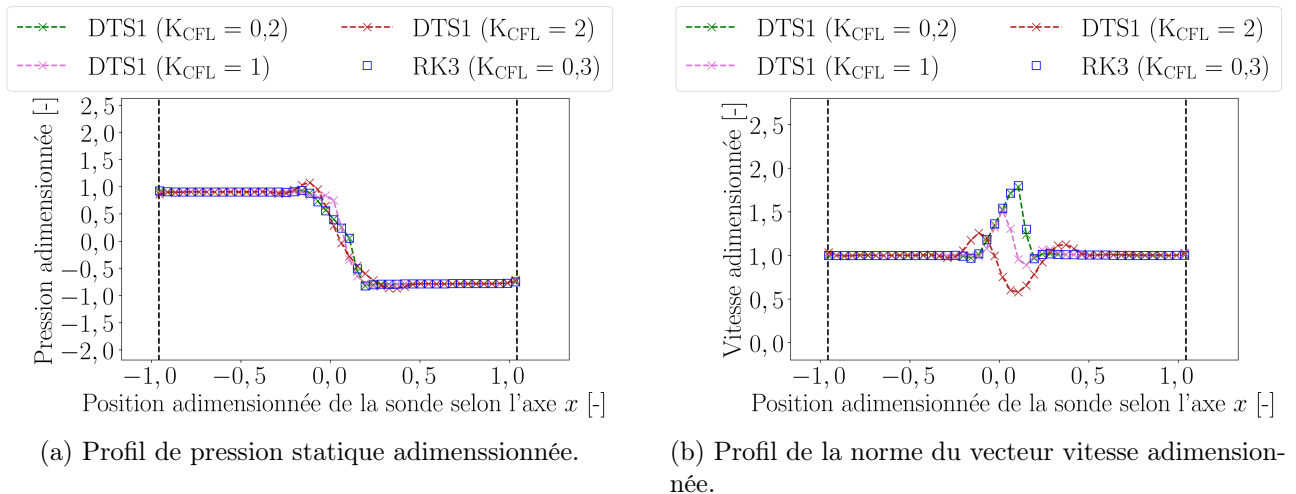 DTS1 (K_CFL = 0,2)
DTS1 (K_CFL = 2)
DTS1 (K_CFL = 1)
RK3 (K_CFL = 0,3)
Pression adimensionnée [-]
2, 5
2, 0
1, 5
1, 0
0, 5
0, 0
−0, 5
−1, 0
−1, 5
−2, 0
−1, 0
−0, 5
0, 0
0, 5
1, 0
Position adimensionnée de la sonde selon l'axe x [-]
(a) Profil de pression statique adimenssionnée.
DTS1 (K_CFL = 0,2)
DTS1 (K_CFL = 2)
DTS1 (K_CFL = 1)
RK3 (K_CFL = 0,3)
Vitesse adimensionnée [-]
2, 5
2, 0
1, 5
1, 0
0, 5
0, 0
−1, 0
−0, 5
0, 0
0, 5
1, 0
Position adimensionnée de la sonde selon l'axe x [-]
(b) Profil de la norme du vecteur vitesse adimension-
née.